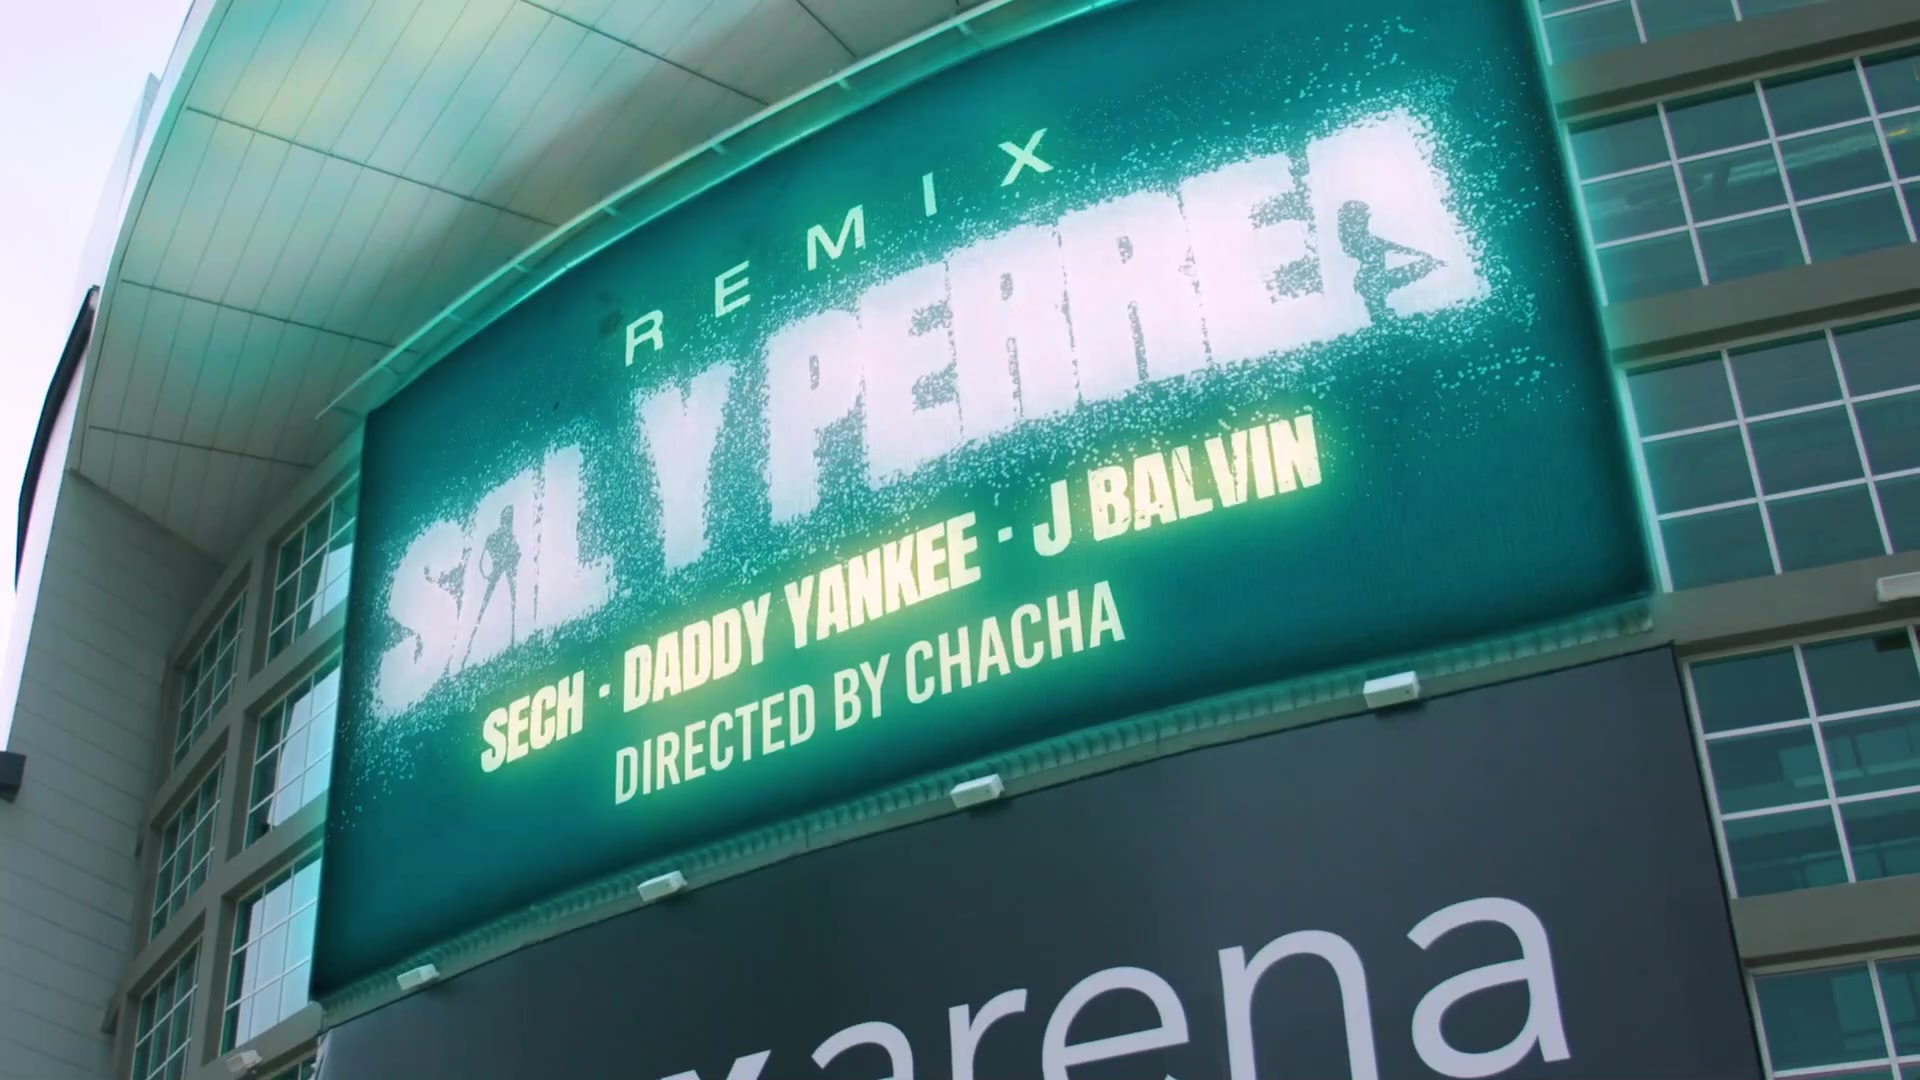 REMIX
SAL Y PERREA
SECH · DADDY YANKEE · J BALVIN
DIRECTED BY CHACHA
arena